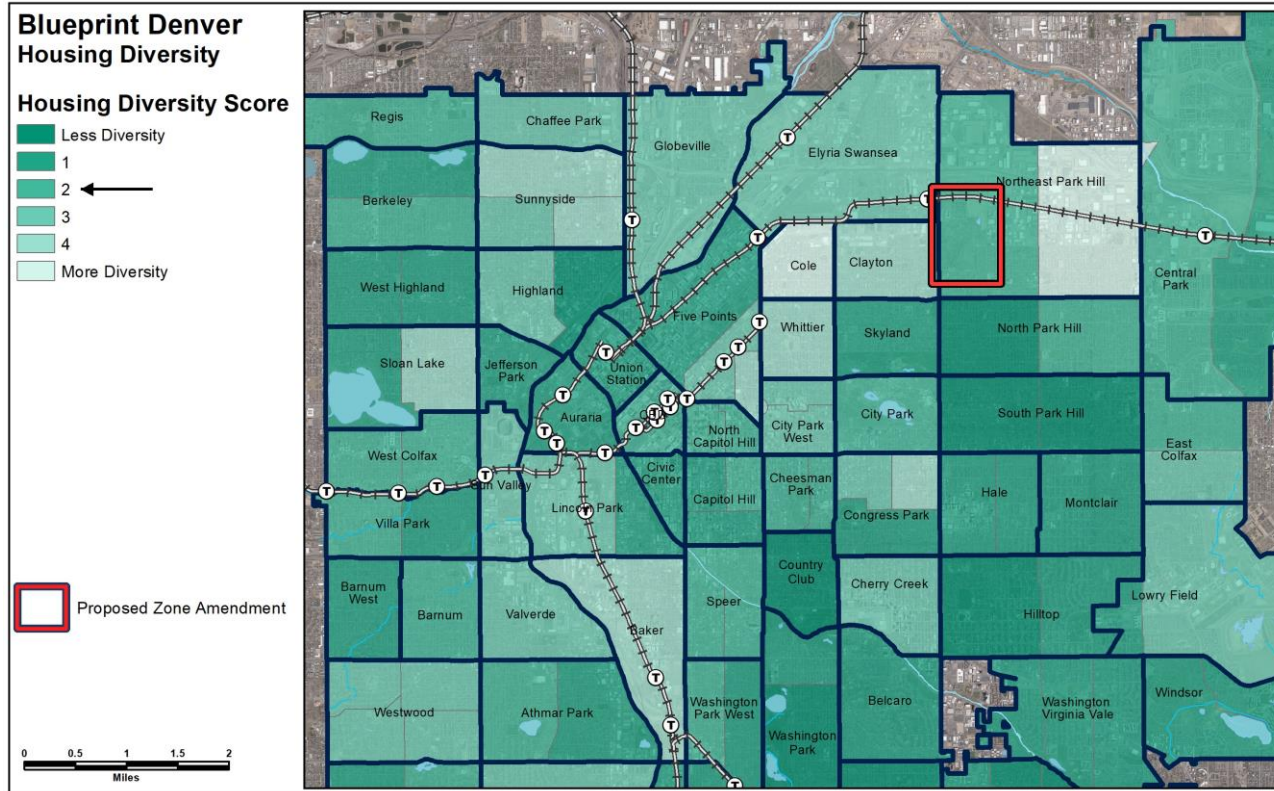 Blueprint Denver
Housing Diversity
Housing Diversity Score
Less Diversity
1
2
3
4
More Diversity
Proposed Zone Amendment
0 0.5 1 1.5 2
Miles
Regis
Chaffee Park
Globeville
Elyria Swansea
Northeast Park Hill
Berkeley
Sunnyside
T
T
T
T
T
Cole
Clayton
Central
Park
West Highland
Highland
Five Points
Whittier
Skyland
North Park Hill
T
T
T
T
Sloan Lake
Jefferson
Park
Union
Station
T
T
T
Auraria
T
T
T
T
North
Capitol Hill
City Park
West
City Park
South Park Hill
East
Colfax
West Colfax
T
T
T
T
T
Sun Valley
Villa Park
Lincoln Park
T
Civic
Center
Capitol Hill
Cheesman
Park
Congress Park
Hale
Montclair
Barnum
West
Barnum
Valverde
Baker
Speer
Country
Club
Cherry Creek
Hilltop
Lowry Field
Westwood
Athmar Park
T
T
T
Washington
Park West
Washington
Park
Belcaro
Washington
Virginia Vale
Windsor